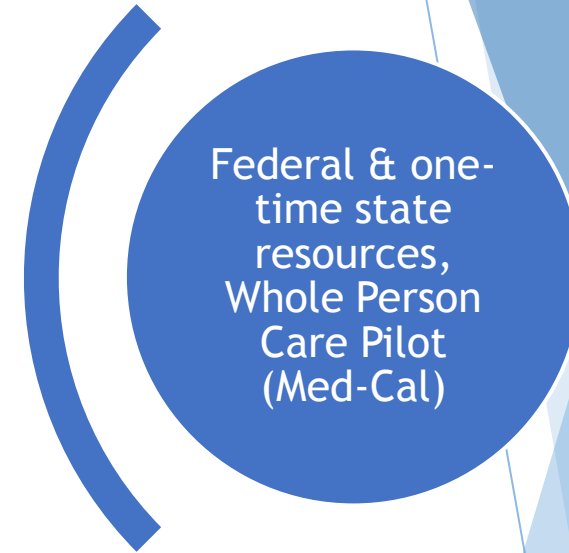 Federal & one-
time state
resources,
Whole Person
Care Pilot
(Med-Cal)